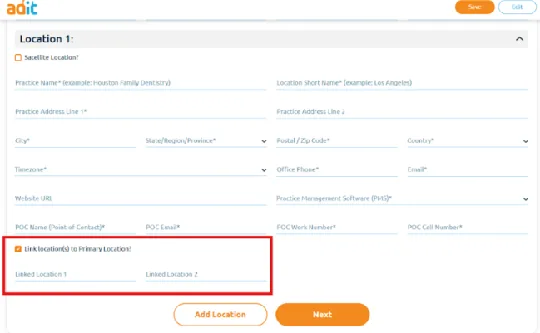 adit
Save
Exit
Location 1:
Satellite Location?
Practice Name* (example: Houston Family Dentistry)
Location Short Name* (example: Los Angeles)
Practice Address Line 1*
Practice Address Line 2
City*
State/Region/Province*
Postal/Zip Code*
Country*
Timezone*
Office Phone*
Email*
Website URL
Practice Management Software (PMS)*
POC Name (Point of Contact)*
POC Email*
POC Work Number*
POC Cell Number*
Link location(s) to Primary Location?
Linked Location 1
Linked Location 2
Add Location
Next